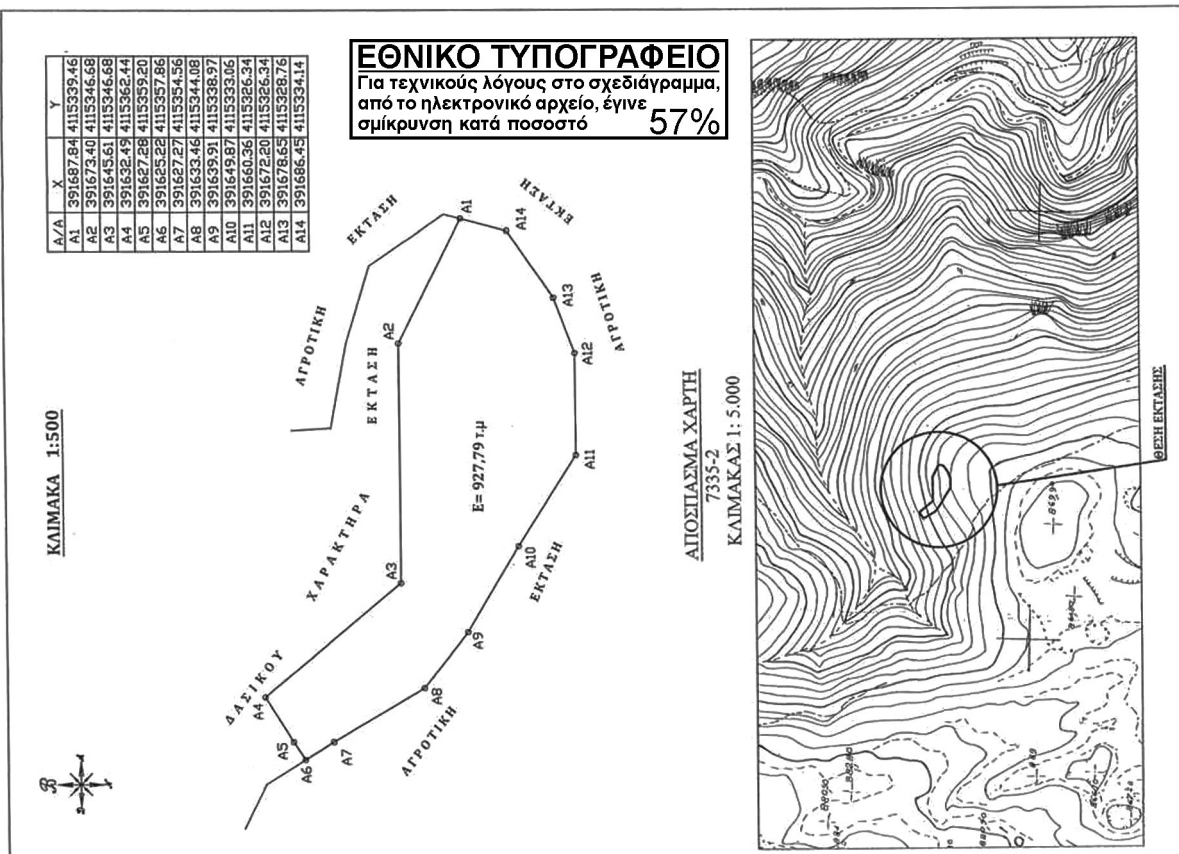 ΕΘΝΙΚΟ ΤΥΠΟΓΡΑΦΕΙΟ
Για τεχνικούς λόγους στο σχεδιάγραμμα,
από το ηλεκτρονικό αρχείο, έγινε
σμίκρυνση κατά ποσοστό 57%
Α/Α Χ Υ
A1 391687.84 4115339.46
A2 391673.40 4115346.68
A3 391645.61 4115346.68
A4 391632.49 4115362.44
A5 391627.28 4115359.20
A6 391625.22 4115357.86
A7 391627.27 4115354.56
A8 391633.46 4115344.08
A9 391639.91 4115338.97
A10 391649.87 4115333.06
A11 391660.36 4115326.34
A12 391672.20 4115326.34
A13 391678.65 4115328.76
A14 391686.45 4115334.14
ΚΛΙΜΑΚΑ 1:500
ΑΓΡΟΤΙΚΗ ΕΚΤΑΣΗ
ΔΑΣΙΚΟΥ ΧΑΡΑΚΤΗΡΑ ΕΚΤΑΣΗ
ΑΓΡΟΤΙΚΗ ΕΚΤΑΣΗ
ΑΓΡΟΤΙΚΗ ΕΚΤΑΣΗ
E= 927,79 τ.μ
A1
A2
A3
A4
A5
A6
A7
A8
A9
A10
A11
A12
A13
A14
Β
ΑΠΟΣΠΑΣΜΑ ΧΑΡΤΗ
7335-2
ΚΛΙΜΑΚΑΣ 1: 5.000
ΘΕΣΗ ΕΚΤΑΣΗΣ